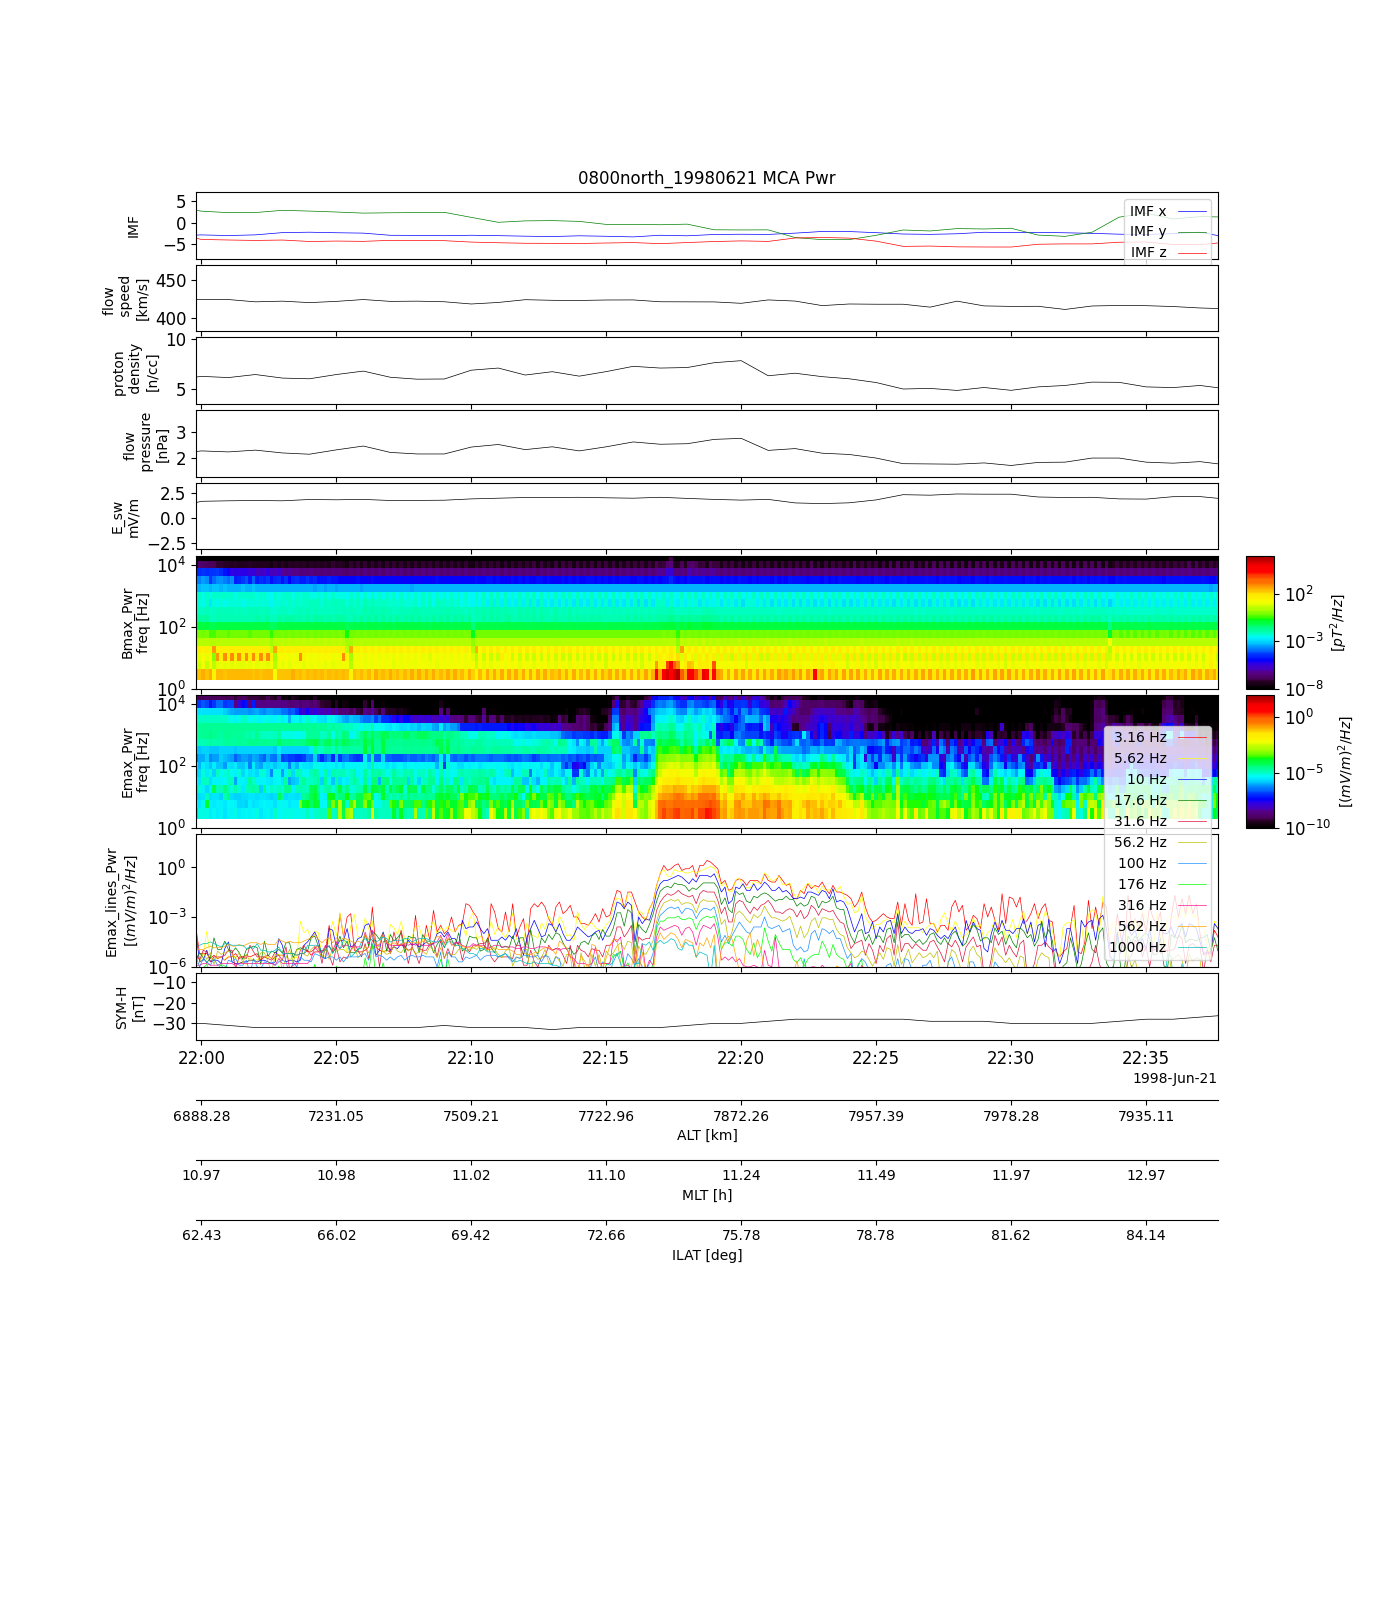 0800north_19980621 MCA Pwr
IMF
5
0
−5
IMF x
IMF y
IMF z
flow
speed
[km/s]
450
400
proton
density
[n/cc]
10
5
flow
pressure
[nPa]
3
2
E_sw
mV/m
2.5
0.0
−2.5
Bmax_Pwr
freq [Hz]
10^4
10^2
10^0
10^2
10^−3
10^−8
[pT^2/Hz]
Emax_Pwr
freq [Hz]
10^4
10^2
10^0
10^0
10^−5
10^−10
[(mV/m)^2/Hz]
3.16 Hz
5.62 Hz
10 Hz
17.6 Hz
31.6 Hz
56.2 Hz
100 Hz
176 Hz
316 Hz
562 Hz
1000 Hz
Emax_lines_Pwr
[(mV/m)^2/Hz]
10^0
10^−3
10^−6
SYM-H
[nT]
−10
−20
−30
22:00 22:05 22:10 22:15 22:20 22:25 22:30 22:35
1998-Jun-21
6888.28 7231.05 7509.21 7722.96 7872.26 7957.39 7978.28 7935.11
ALT [km]
10.97 10.98 11.02 11.10 11.24 11.49 11.97 12.97
MLT [h]
62.43 66.02 69.42 72.66 75.78 78.78 81.62 84.14
ILAT [deg]